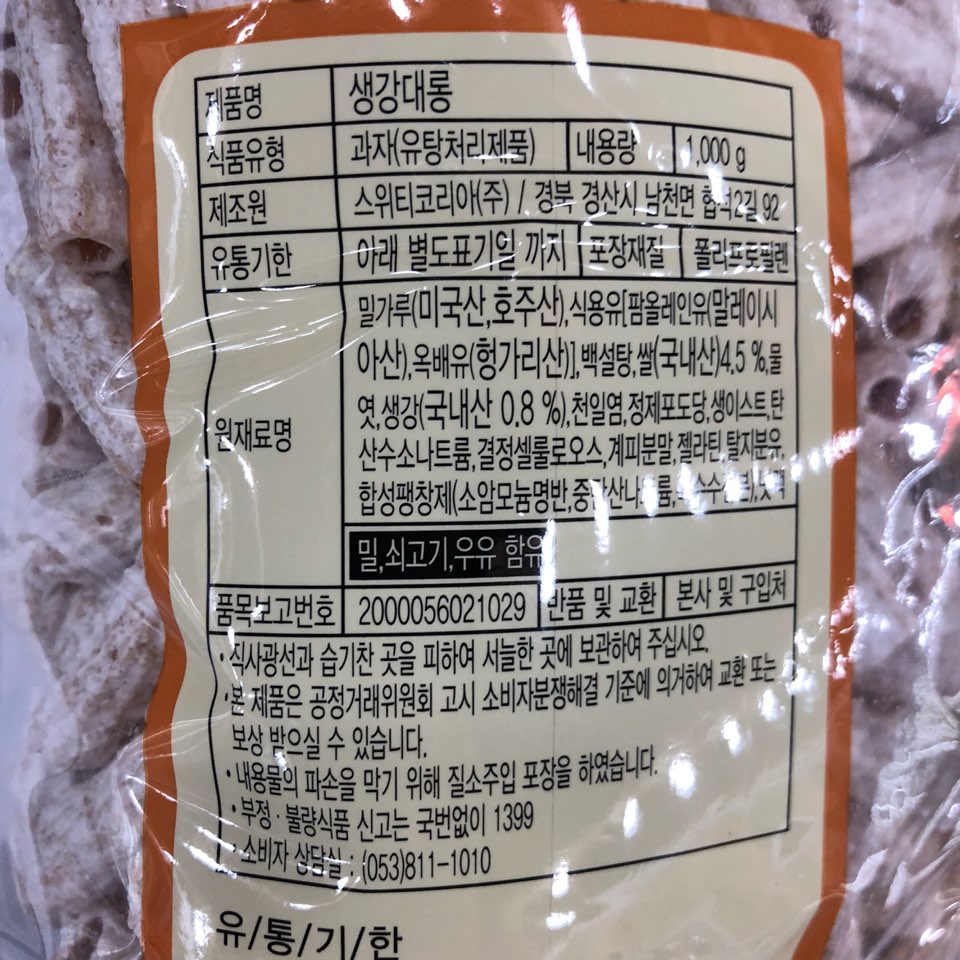 제품명 생강대롱
식품유형 과자(유탕처리제품) 내용량 1,000 g
제조원 스위티코리아(주) / 경북 경산시 남천면 합석2길 92
유통기한 아래 별도표기일 까지 포장재질 폴리프로필렌
밀가루(미국산,호주산),식용유[팜올레인유(말레이시
아산),옥배유(헝가리산)],백설탕,쌀(국내산)4.5 %,물
원재료명 엿,생강(국내산 0.8 %),천일염,정제포도당,생이스트,탄
산수소나트륨,결정셀룰로오스,계피분말,젤라틴,탈지분유,
합성팽창제(소암모늄명반,중탄산나트륨,옥수수전분)
밀,쇠고기,우유 함유
품목보고번호 2000056021029 반품 및 교환 본사 및 구입처
·직사광선과 습기찬 곳을 피하여 서늘한 곳에 보관하여 주십시오.
·본 제품은 공정거래위원회 고시 소비자분쟁해결 기준에 의거하여 교환 또는
보상 받으실 수 있습니다.
·내용물의 파손을 막기 위해 질소주입 포장을 하였습니다.
·부정·불량식품 신고는 국번없이 1399
·소비자 상담실 : (053)811-1010
유/통/기/한